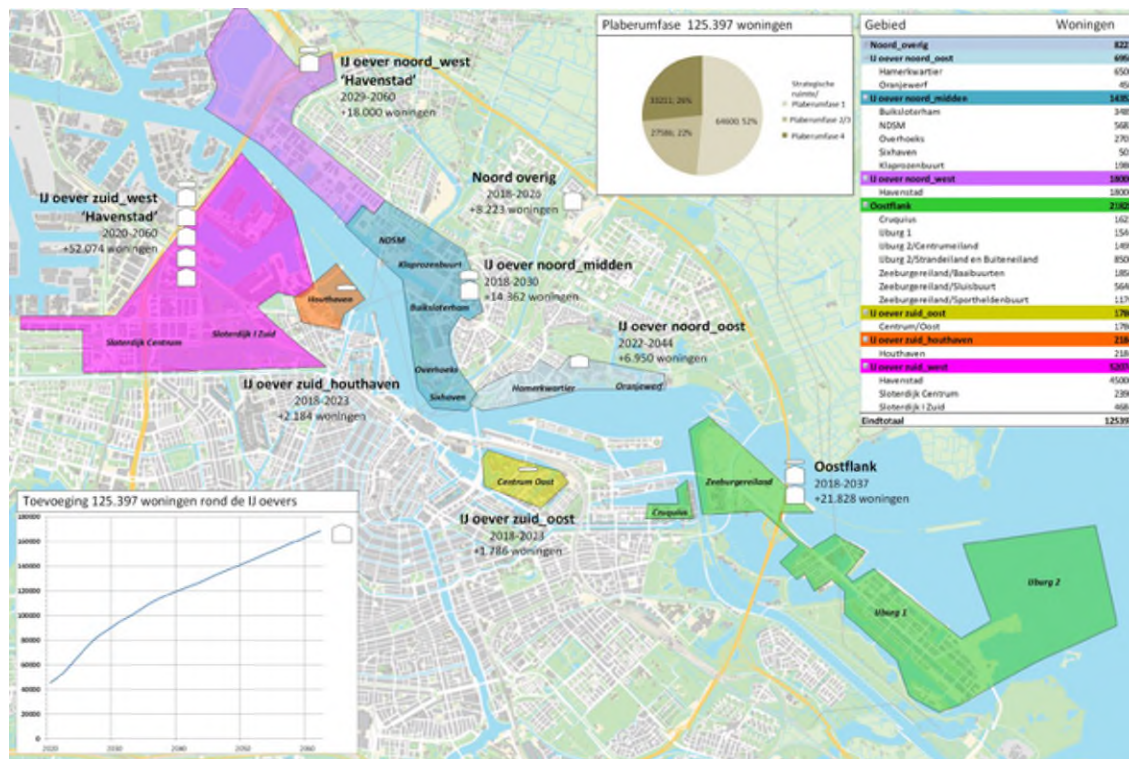 IJ oever noord_west
'Havenstad'
2029-2060
+18.000 woningen
IJ oever zuid_west
'Havenstad'
2020-2060
+52.074 woningen
Noord overig
2018-2026
+8.223 woningen
NDSM
Klaprozenbuurt
Buiksloterham
Overhoeks
Sixhaven
IJ oever noord_midden
2018-2030
+14.362 woningen
Houthaven
Sloterdijk Centrum
Sloterdijk I Zuid
IJ oever zuid_houthaven
2018-2023
+2.184 woningen
IJ oever noord_oost
2022-2044
+6.950 woningen
Hamerkwartier
Oranjewerf
Centrum Oost
IJ oever zuid_oost
2018-2023
+1.786 woningen
Cruquius
Zeeburgereiland
Oostflank
2018-2037
+21.828 woningen
IJburg 1
IJburg 2
Plaberumfase 125.397 woningen
33211, 26%
27586, 22%
64600, 52%
Strategische
ruimte/
Plaberumfase 1
Plaberumfase 2/3
Plaberumfase 4
Gebied Woningen
Noord_overig
IJ oever noord_oost
Hamerkwartier
Oranjewerf
IJ oever noord_midden
Buiksloterham
NDSM
Overhoeks
Sixhaven
Klaprozenbuurt
IJ oever noord_west
Havenstad
Oostflank
Cruquius
IJburg 1
IJburg 2/Centrumeiland
IJburg 2/Strandeiland en Buiteneiland
Zeeburgereiland/Baaibuurten
Zeeburgereiland/Sluisbuurt
Zeeburgereiland/Sportheldenbuurt
IJ oever zuid_oost
Centrum/Oost
IJ oever zuid_houthaven
Houthaven
IJ oever zuid_west
Havenstad
Sloterdijk Centrum
Sloterdijk I Zuid
Eindtotaal
Toevoeging 125.397 woningen rond de IJ oevers
180000
160000
140000
120000
100000
80000
60000
40000
20000
0
2020 2030 2040 2050 2060